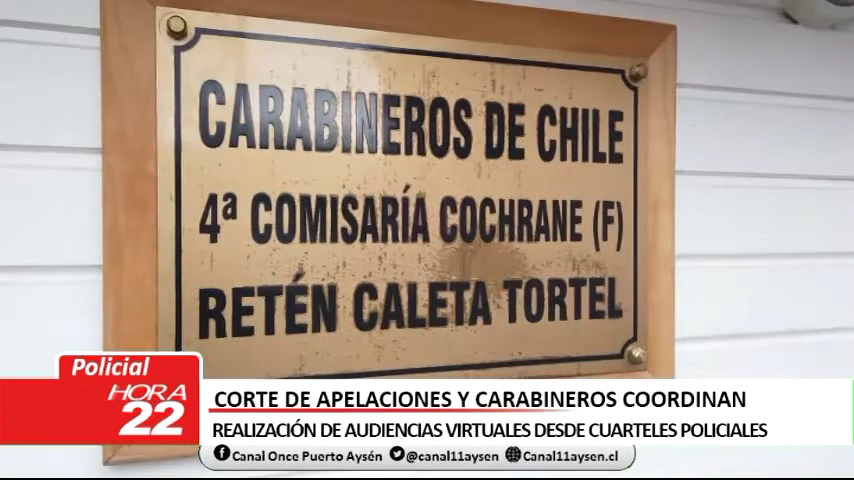 CARABINEROS DE CHILE
4ª COMISARÍA COCHRANE (F)
RETÉN CALETA TORTEL
Policial
HORA
22
CORTE DE APELACIONES Y CARABINEROS COORDINAN
REALIZACIÓN DE AUDIENCIAS VIRTUALES DESDE CUARTELES POLICIALES
Canal Once Puerto Aysén @canal11aysen Canal11aysen.cl